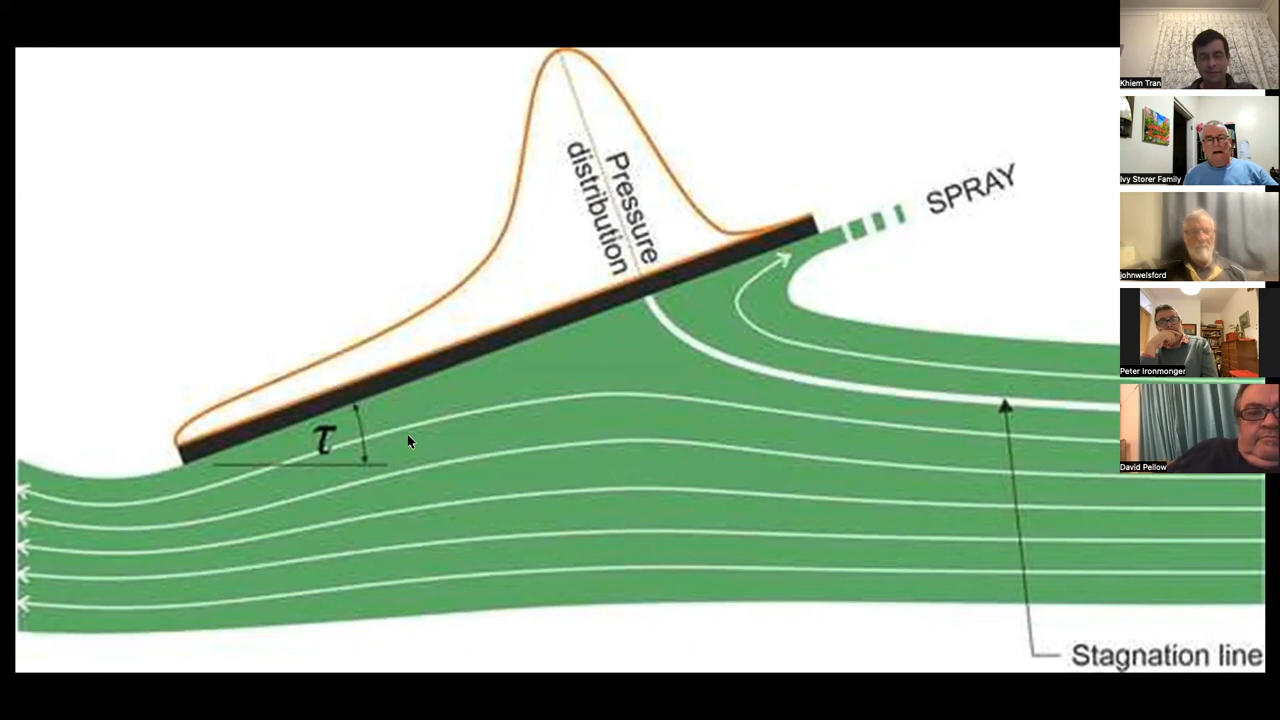 Pressure
distribution
SPRAY
τ
Stagnation line
Khiem Tran
Ivy Storer Family
johnwelsford
Peter Ironmonger
David Pellow